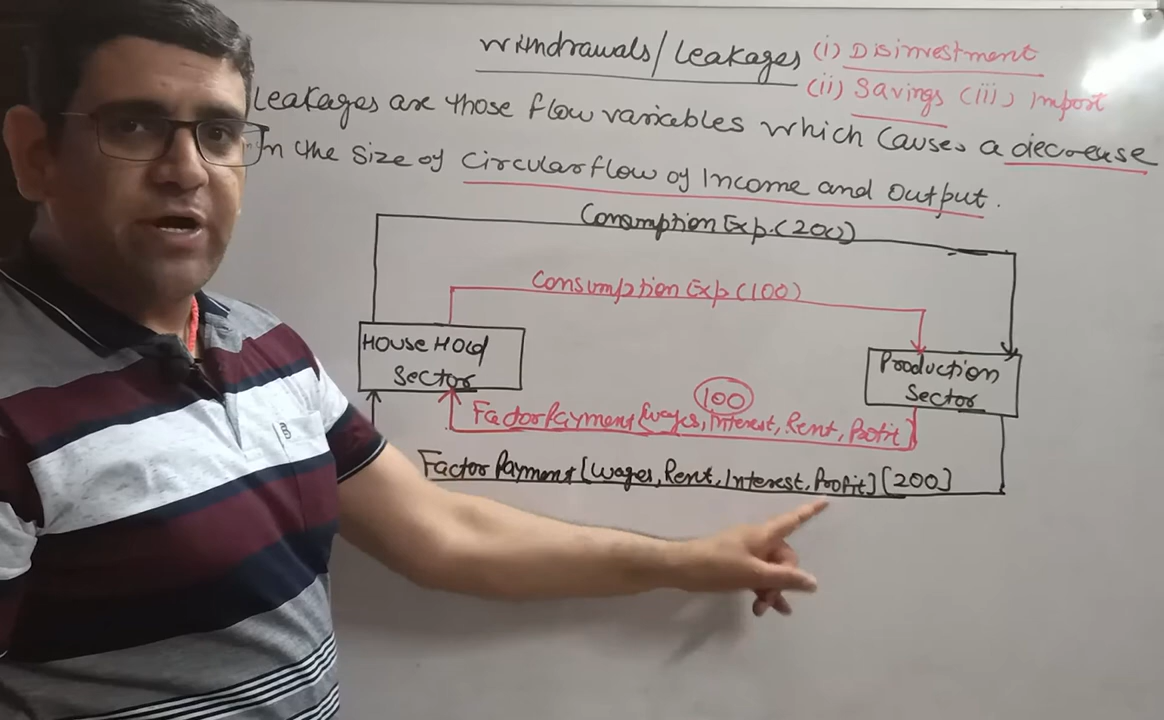 Withdrawals/Leakages (i) Disinvestment
(ii) Savings (iii) Import
Leakages are those flow variables which causes a decrease
In the size of circular flow of Income and output.
Consumption Exp.(200)
Consumption Exp(100)
House Hold
Sector
Production
Sector
100
Factor Payment[wages, Interest, Rent, Profit]
Factor Payment[wages, Rent, Interest, Profit][200]
B